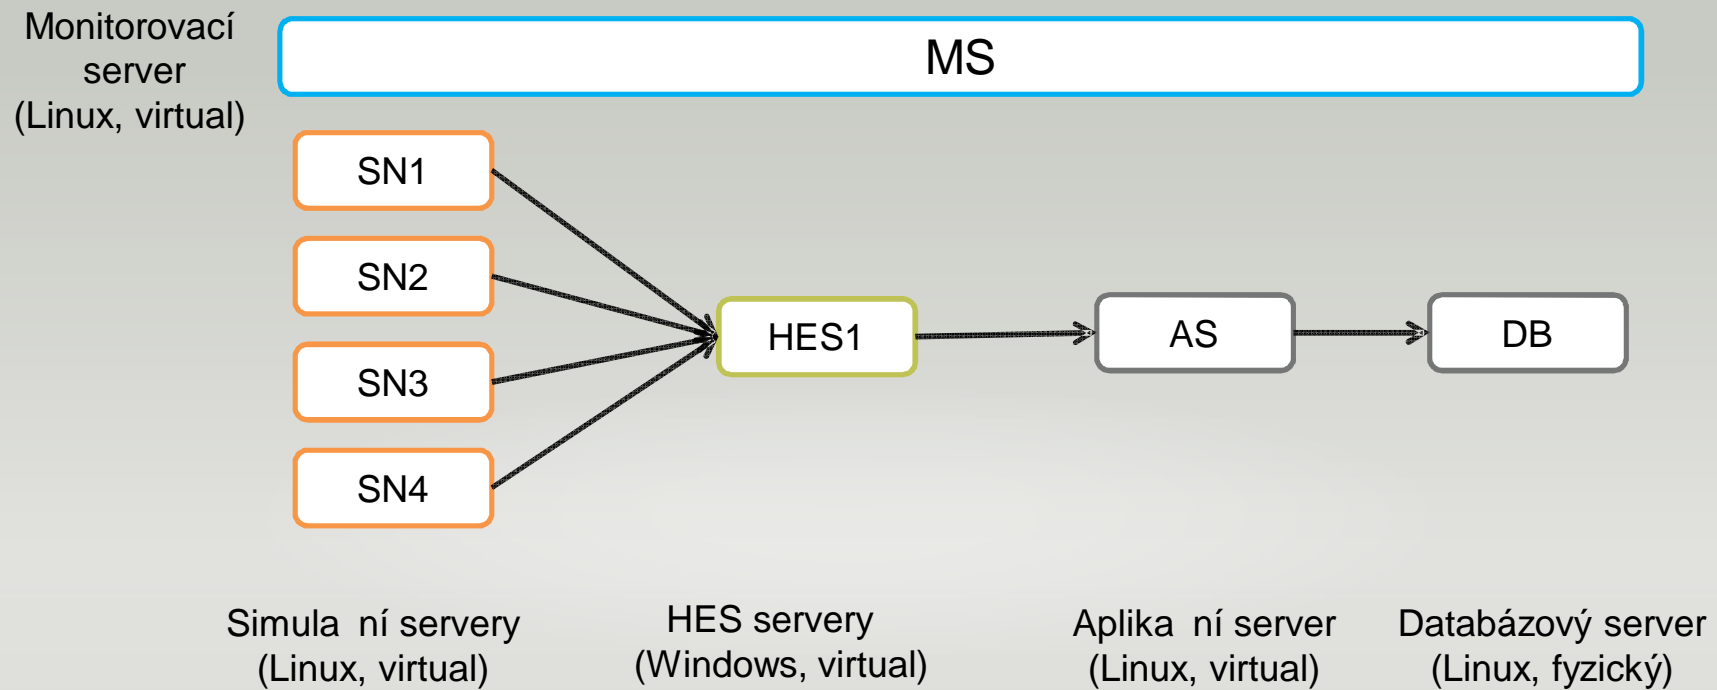 Monitorovací
server
(Linux, virtual)
MS
SN1
SN2
SN3
SN4
HES1
AS
DB
Simula ní servery
(Linux, virtual)
HES servery
(Windows, virtual)
Aplika ní server
(Linux, virtual)
Databázový server
(Linux, fyzický)